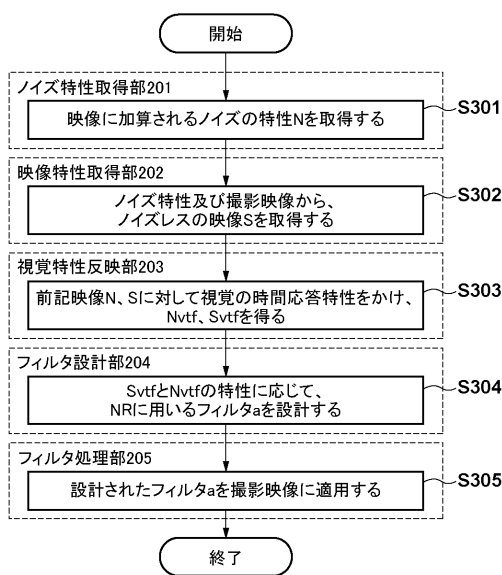 開始
ノイズ特性取得部201
映像に加算されるノイズの特性Nを取得する
S301
映像特性取得部202
ノイズ特性及び撮影映像から、
ノイズレスの映像Sを取得する
S302
視覚特性反映部203
前記映像N、Sに対して視覚の時間応答特性をかけ、
Nvtf、Svtfを得る
S303
フィルタ設計部204
SvtfとNvtfの特性に応じて、
NRに用いるフィルタaを設計する
S304
フィルタ処理部205
設計されたフィルタaを撮影映像に適用する
S305
終了